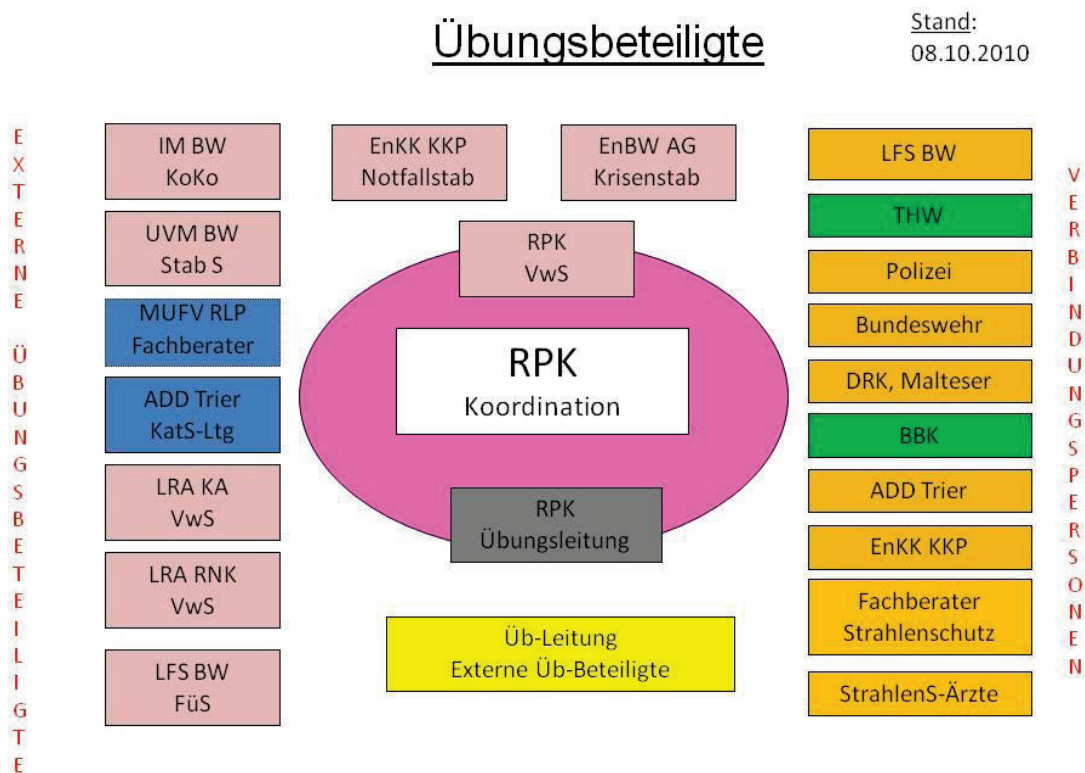 Übungsbeteiligte
Stand:
08.10.2010
EXTERNE ÜBUNGSBETEILIGTE
IM BW
KoKo
UVM BW
Stab S
MUFV RLP
Fachberater
ADD Trier
KatS-Ltg
LRA KA
VwS
LRA RNK
VwS
LFS BW
FüS
EnKK KKP
Notfallstab
EnBW AG
Krisenstab
RPK
VwS
RPK
Koordination
RPK
Übungsleitung
Üb-Leitung
Externe Üb-Beteiligte
LFS BW
THW
Polizei
Bundeswehr
DRK, Malteser
BBK
ADD Trier
EnKK KKP
Fachberater
Strahlenschutz
StrahlenS-Ärzte
VERBINDUNGSPERSONEN